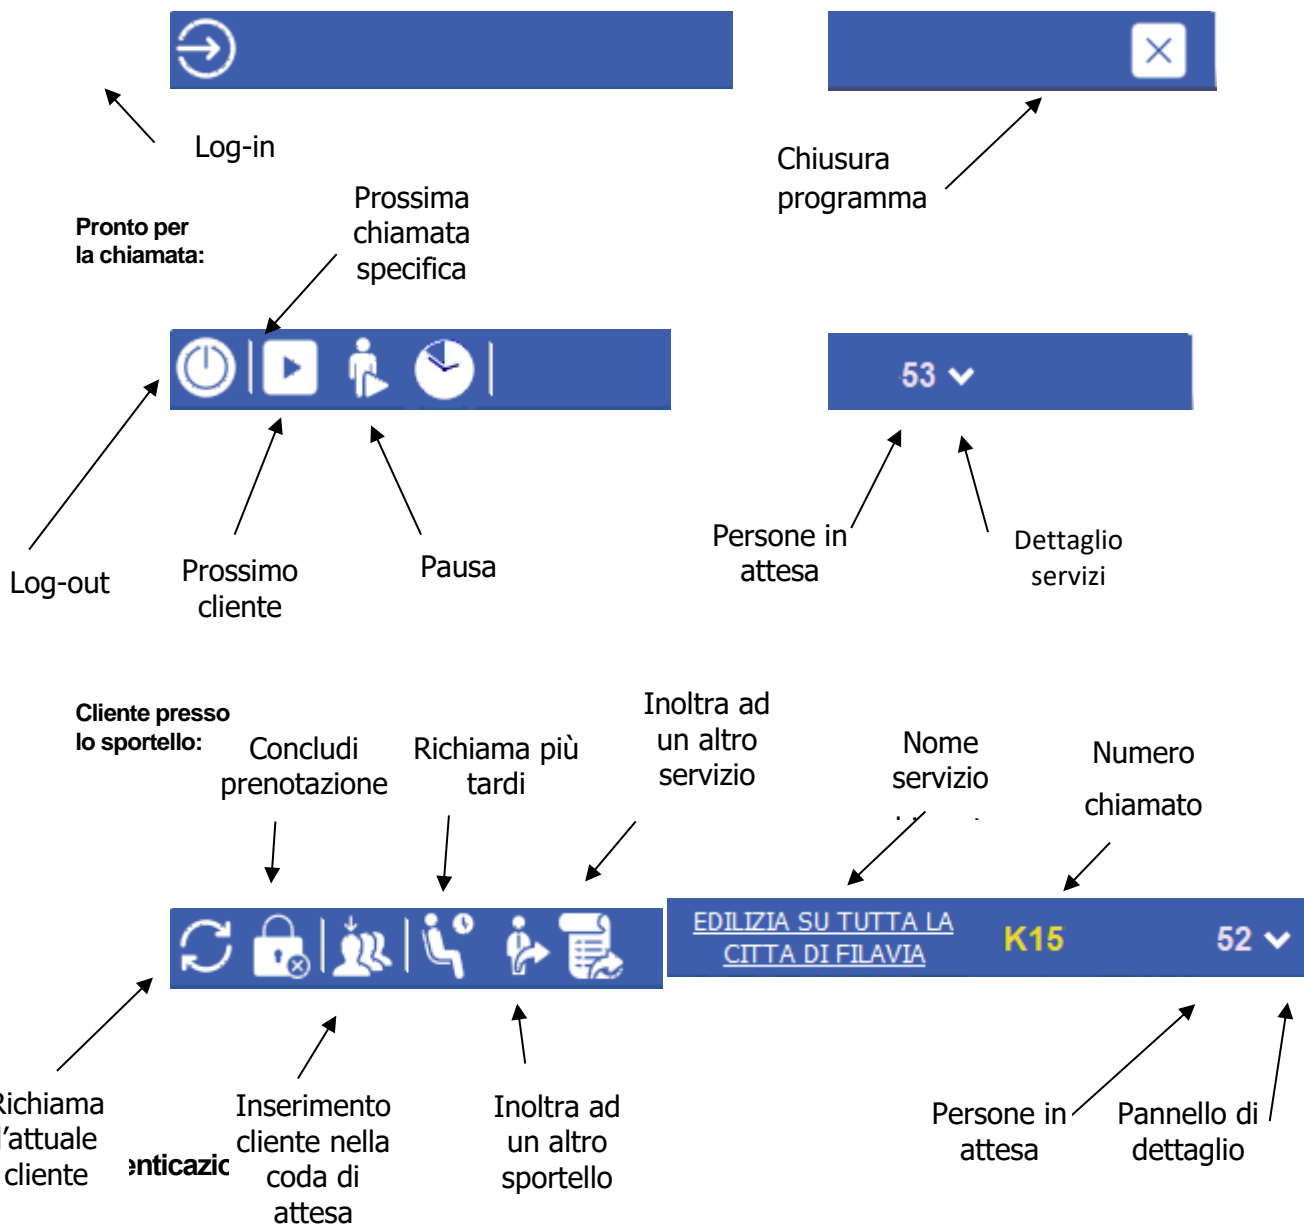 Log-in
Chiusura
programma
Pronto per
la chiamata:
Prossima
chiamata
specifica
53
Log-out
Prossimo
cliente
Pausa
Persone in
attesa
Dettaglio
servizi
Cliente presso
lo sportello:
Concludi
prenotazione
Richiama più
tardi
Inoltra ad
un altro
servizio
Nome
servizio
Numero
chiamato
EDILIZIA SU TUTTA LA
CITTA DI FILAVIA
K15
52
Richiama
l'attuale
cliente
enticazio
Inserimento
cliente nella
coda di
attesa
Inoltra ad
un altro
sportello
Persone in
attesa
Pannello di
dettaglio